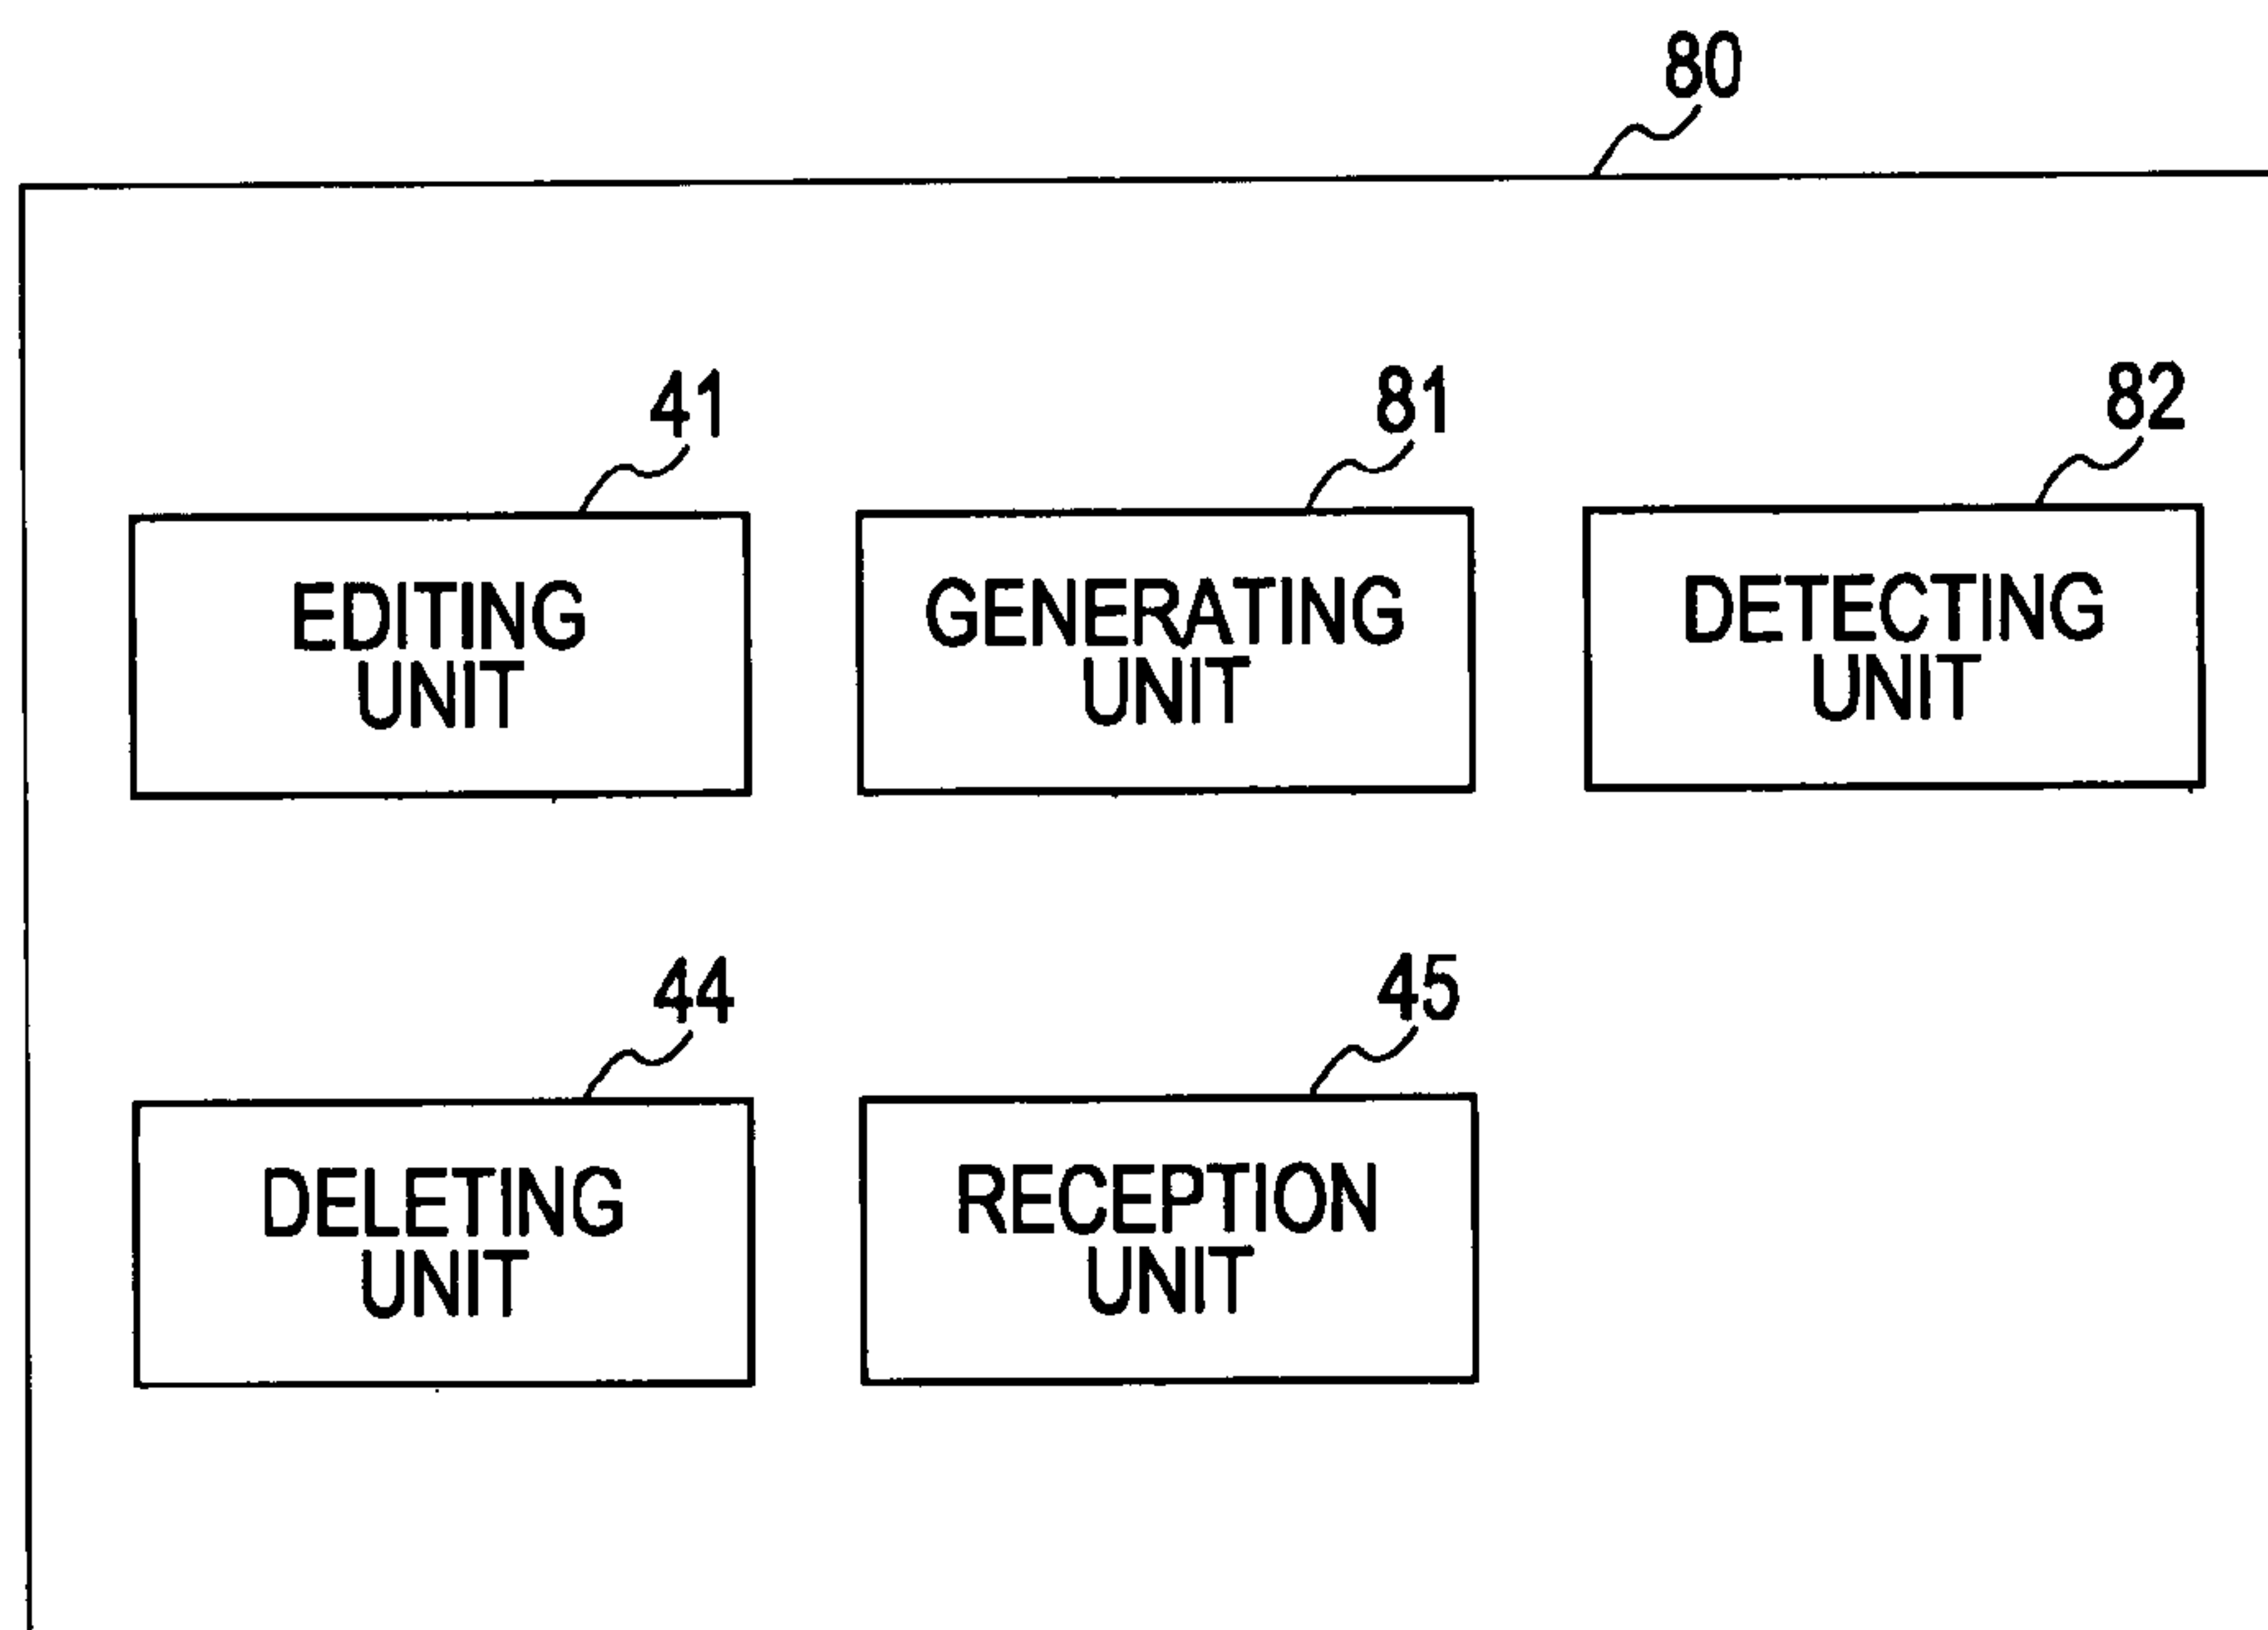 80
41
81
82
EDITING
UNIT
GENERATING
UNIT
DETECTING
UNIT
44
45
DELETING
UNIT
RECEPTION
UNIT